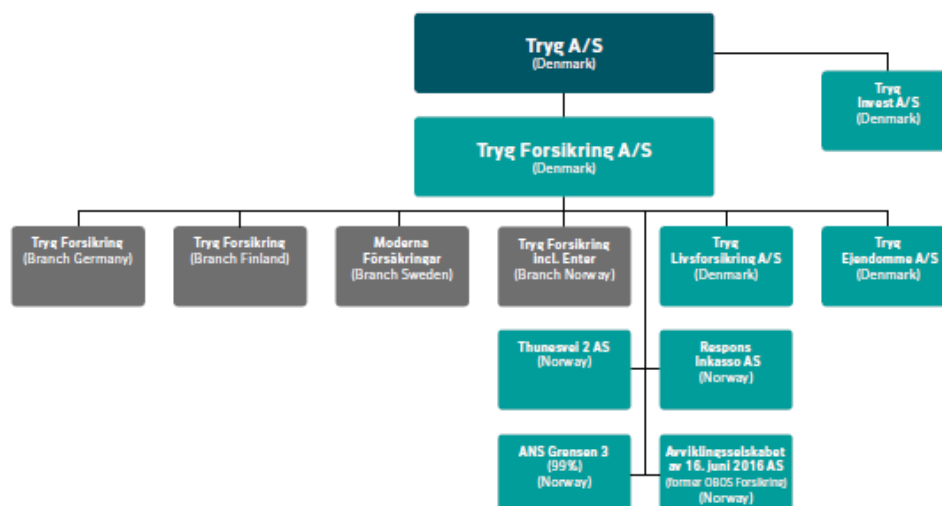 Tryg A/S
(Denmark)
Tryg
Invest A/S
(Denmark)
Tryg Forsikring A/S
(Denmark)
Tryg Forsikring
(Branch Germany)
Tryg Forsikring
(Branch Finland)
Moderna
Försäkringar
(Branch Sweden)
Tryg Forsikring
incl. Enter
(Branch Norway)
Tryg
Livsforsikring A/S
(Denmark)
Tryg
Ejendomme A/S
(Denmark)
Thunesvei 2 AS
(Norway)
Respons
Inkasso AS
(Norway)
ANS Grensen 3
(99%)
(Norway)
Avviklingsselskabet
av 16. juni 2016 AS
(former OBOS Forsikring)
(Norway)